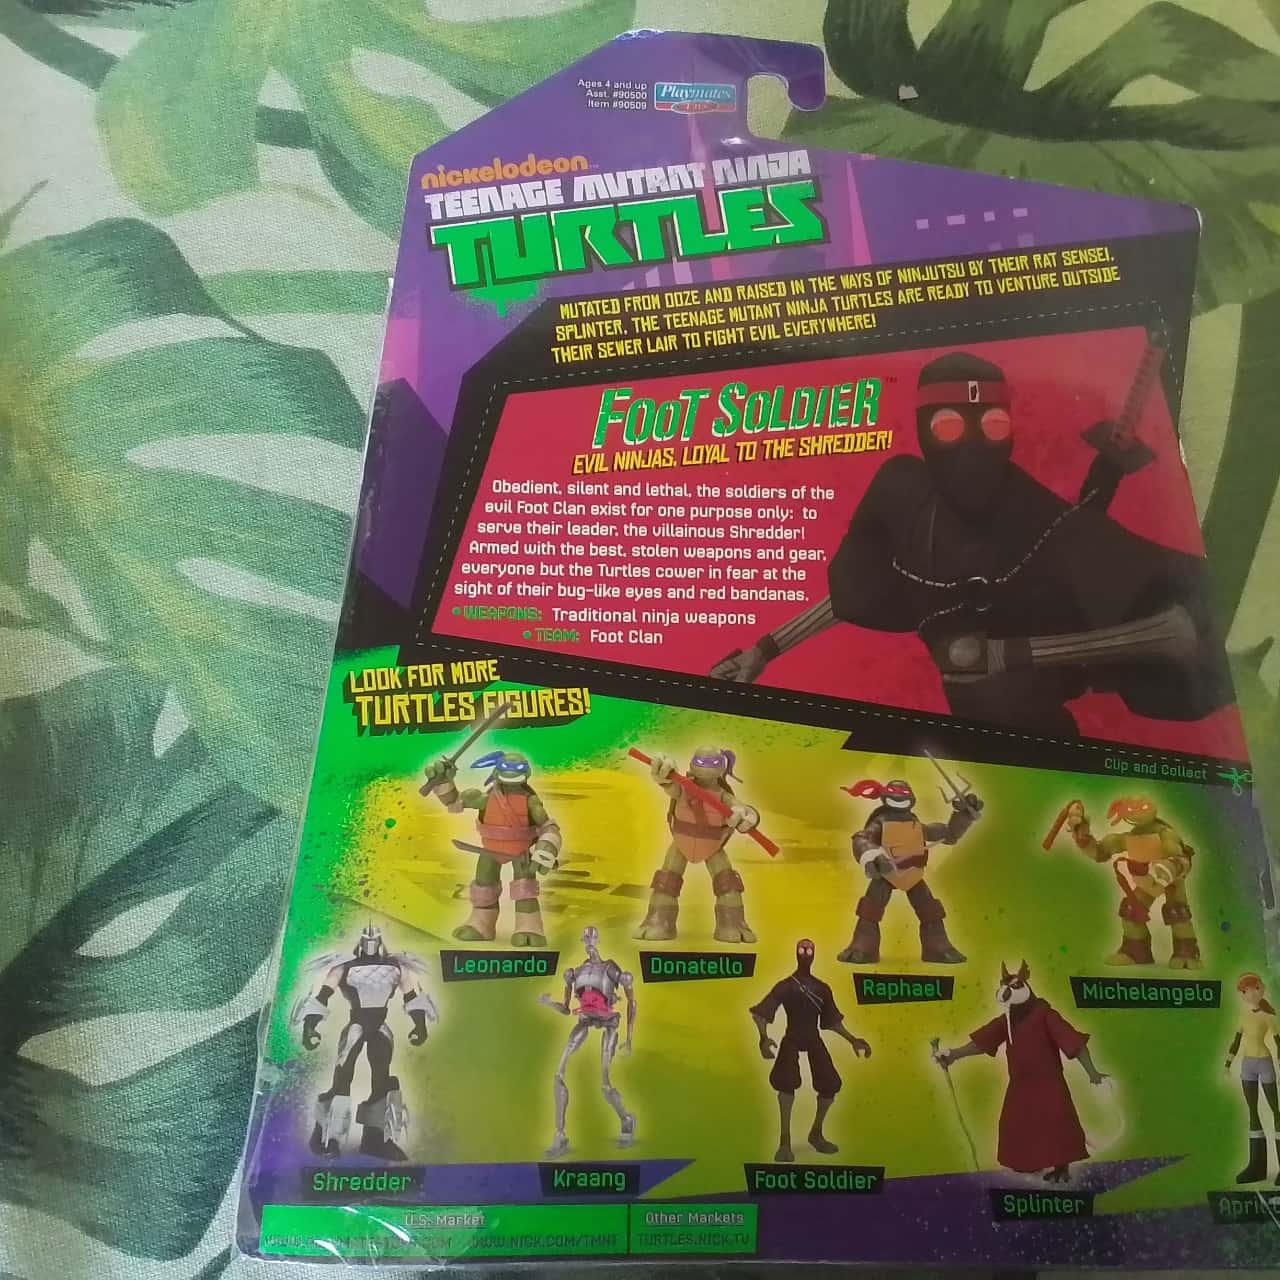 Ages 4 and up
Asst. #90500
Item #90509
Playmates
nickelodeon™
TEENAGE MUTANT NINJA
TURTLES
MUTATED FROM OOZE AND RAISED IN THE WAYS OF NINJUTSU BY THEIR RAT SENSEI,
SPLINTER, THE TEENAGE MUTANT NINJA TURTLES ARE READY TO VENTURE OUTSIDE
THEIR SEWER LAIR TO FIGHT EVIL EVERYWHERE!
FOOT SOLDIER™
EVIL NINJAS, LOYAL TO THE SHREDDER!
Obedient, silent and lethal, the soldiers of the
evil Foot Clan exist for one purpose only: to
serve their leader, the villainous Shredder!
Armed with the best, stolen weapons and gear,
everyone but the Turtles cower in fear at the
sight of their bug-like eyes and red bandanas.
• WEAPONS: Traditional ninja weapons
• TEAM: Foot Clan
LOOK FOR MORE
TURTLES FIGURES!
Clip and Collect
Leonardo
Donatello
Raphael
Michelangelo
Shredder
Kraang
Foot Soldier
Splinter
April
U.S. Market
WWW.NICK.COM/TMNT
Other Markets
TURTLES.NICK.TV